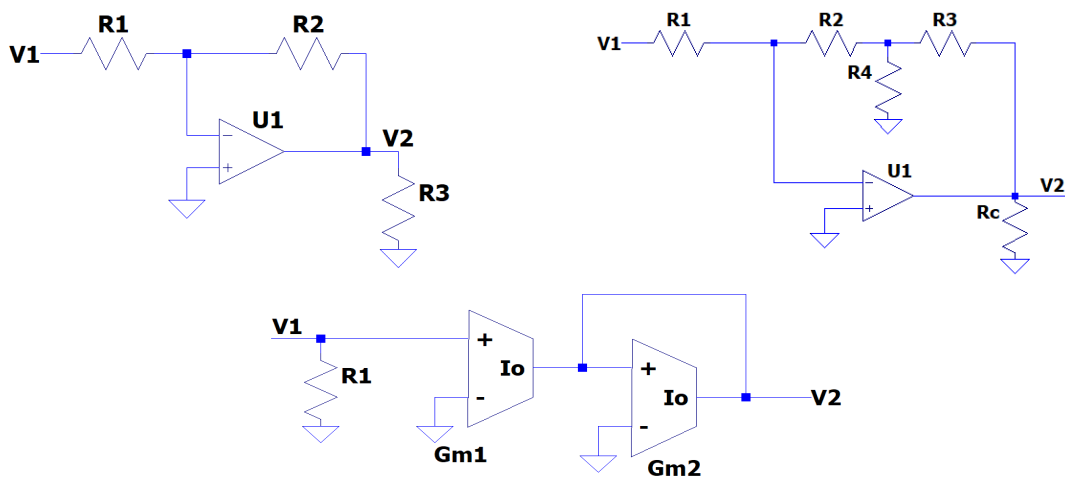 R1 R2
V1
U1
V2
R3
R1 R2 R3
V1
R4
U1
V2
Rc
V1
R1
+
Io
-
Gm1
+
Io
-
Gm2
V2